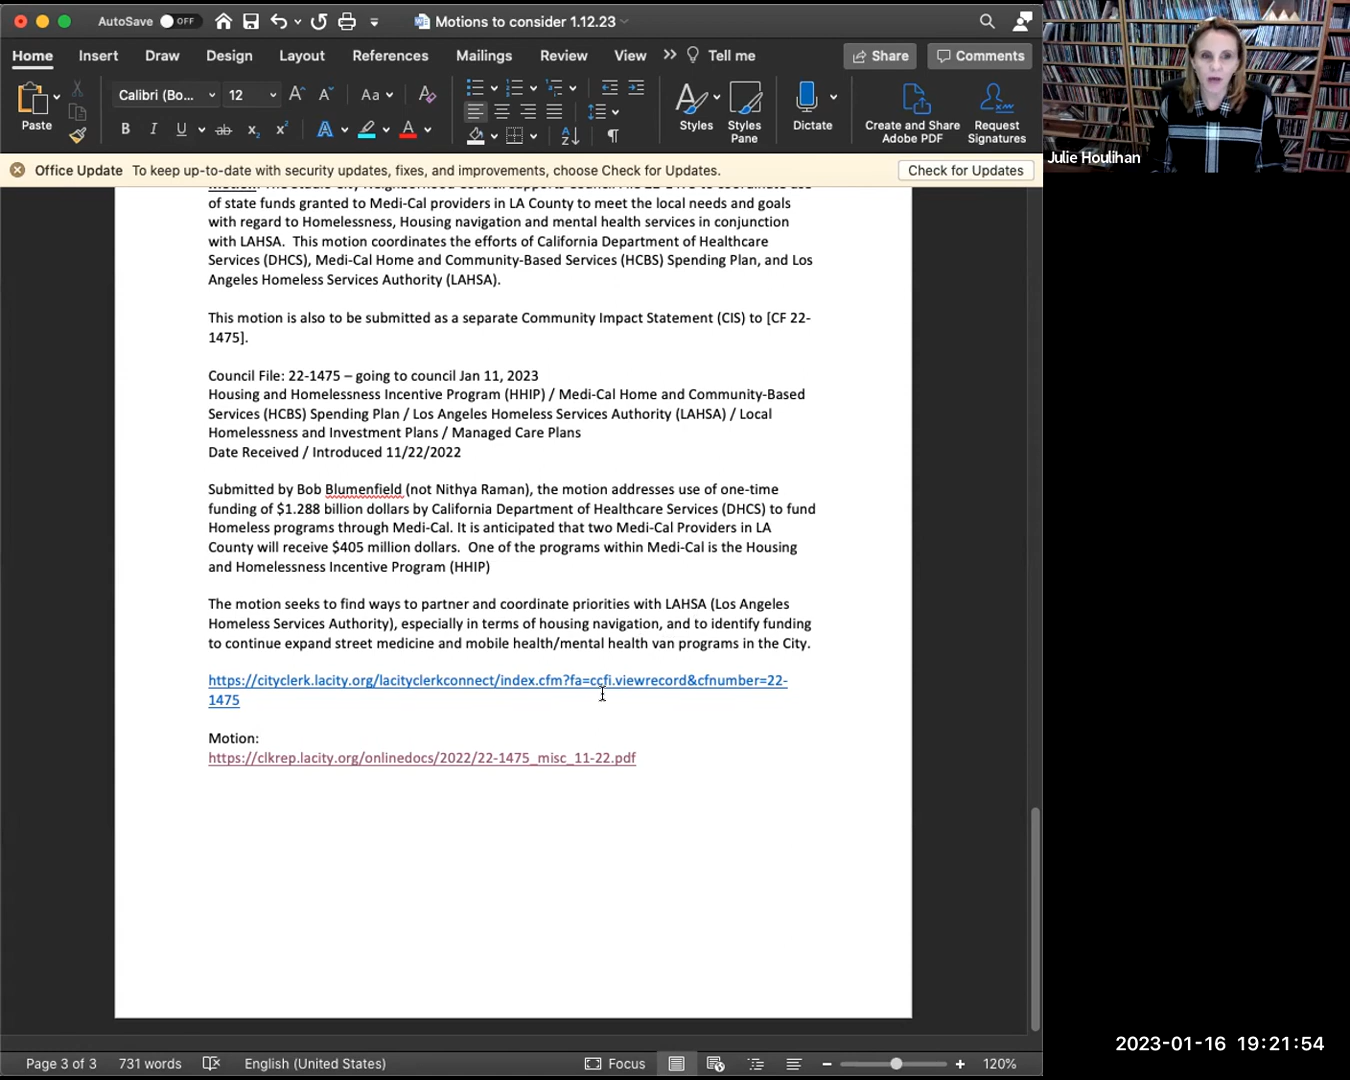 AutoSave OFF Motions to consider 1.12.23
Home Insert Draw Design Layout References Mailings Review View >> Tell me Share Comments
Paste Calibri (Bo... 12 Aa Styles Styles Pane Dictate Create and Share Adobe PDF Request Signatures
Julie Houlihan
Office Update To keep up-to-date with security updates, fixes, and improvements, choose Check for Updates. Check for Updates
of state funds granted to Medi-Cal providers in LA County to meet the local needs and goals
with regard to Homelessness, Housing navigation and mental health services in conjunction
with LAHSA. This motion coordinates the efforts of California Department of Healthcare
Services (DHCS), Medi-Cal Home and Community-Based Services (HCBS) Spending Plan, and Los
Angeles Homeless Services Authority (LAHSA).
This motion is also to be submitted as a separate Community Impact Statement (CIS) to [CF 22-
1475].
Council File: 22-1475 – going to council Jan 11, 2023
Housing and Homelessness Incentive Program (HHIP) / Medi-Cal Home and Community-Based
Services (HCBS) Spending Plan / Los Angeles Homeless Services Authority (LAHSA) / Local
Homelessness and Investment Plans / Managed Care Plans
Date Received / Introduced 11/22/2022
Submitted by Bob Blumenfield (not Nithya Raman), the motion addresses use of one-time
funding of $1.288 billion dollars by California Department of Healthcare Services (DHCS) to fund
Homeless programs through Medi-Cal. It is anticipated that two Medi-Cal Providers in LA
County will receive $405 million dollars. One of the programs within Medi-Cal is the Housing
and Homelessness Incentive Program (HHIP)
The motion seeks to find ways to partner and coordinate priorities with LAHSA (Los Angeles
Homeless Services Authority), especially in terms of housing navigation, and to identify funding
to continue expand street medicine and mobile health/mental health van programs in the City.
https://cityclerk.lacity.org/lacityclerkconnect/index.cfm?fa=ccfi.viewrecord&cfnumber=22-
1475
Motion:
https://clkrep.lacity.org/onlinedocs/2022/22-1475_misc_11-22.pdf
2023-01-16 19:21:54
Page 3 of 3 731 words English (United States) Focus 120%